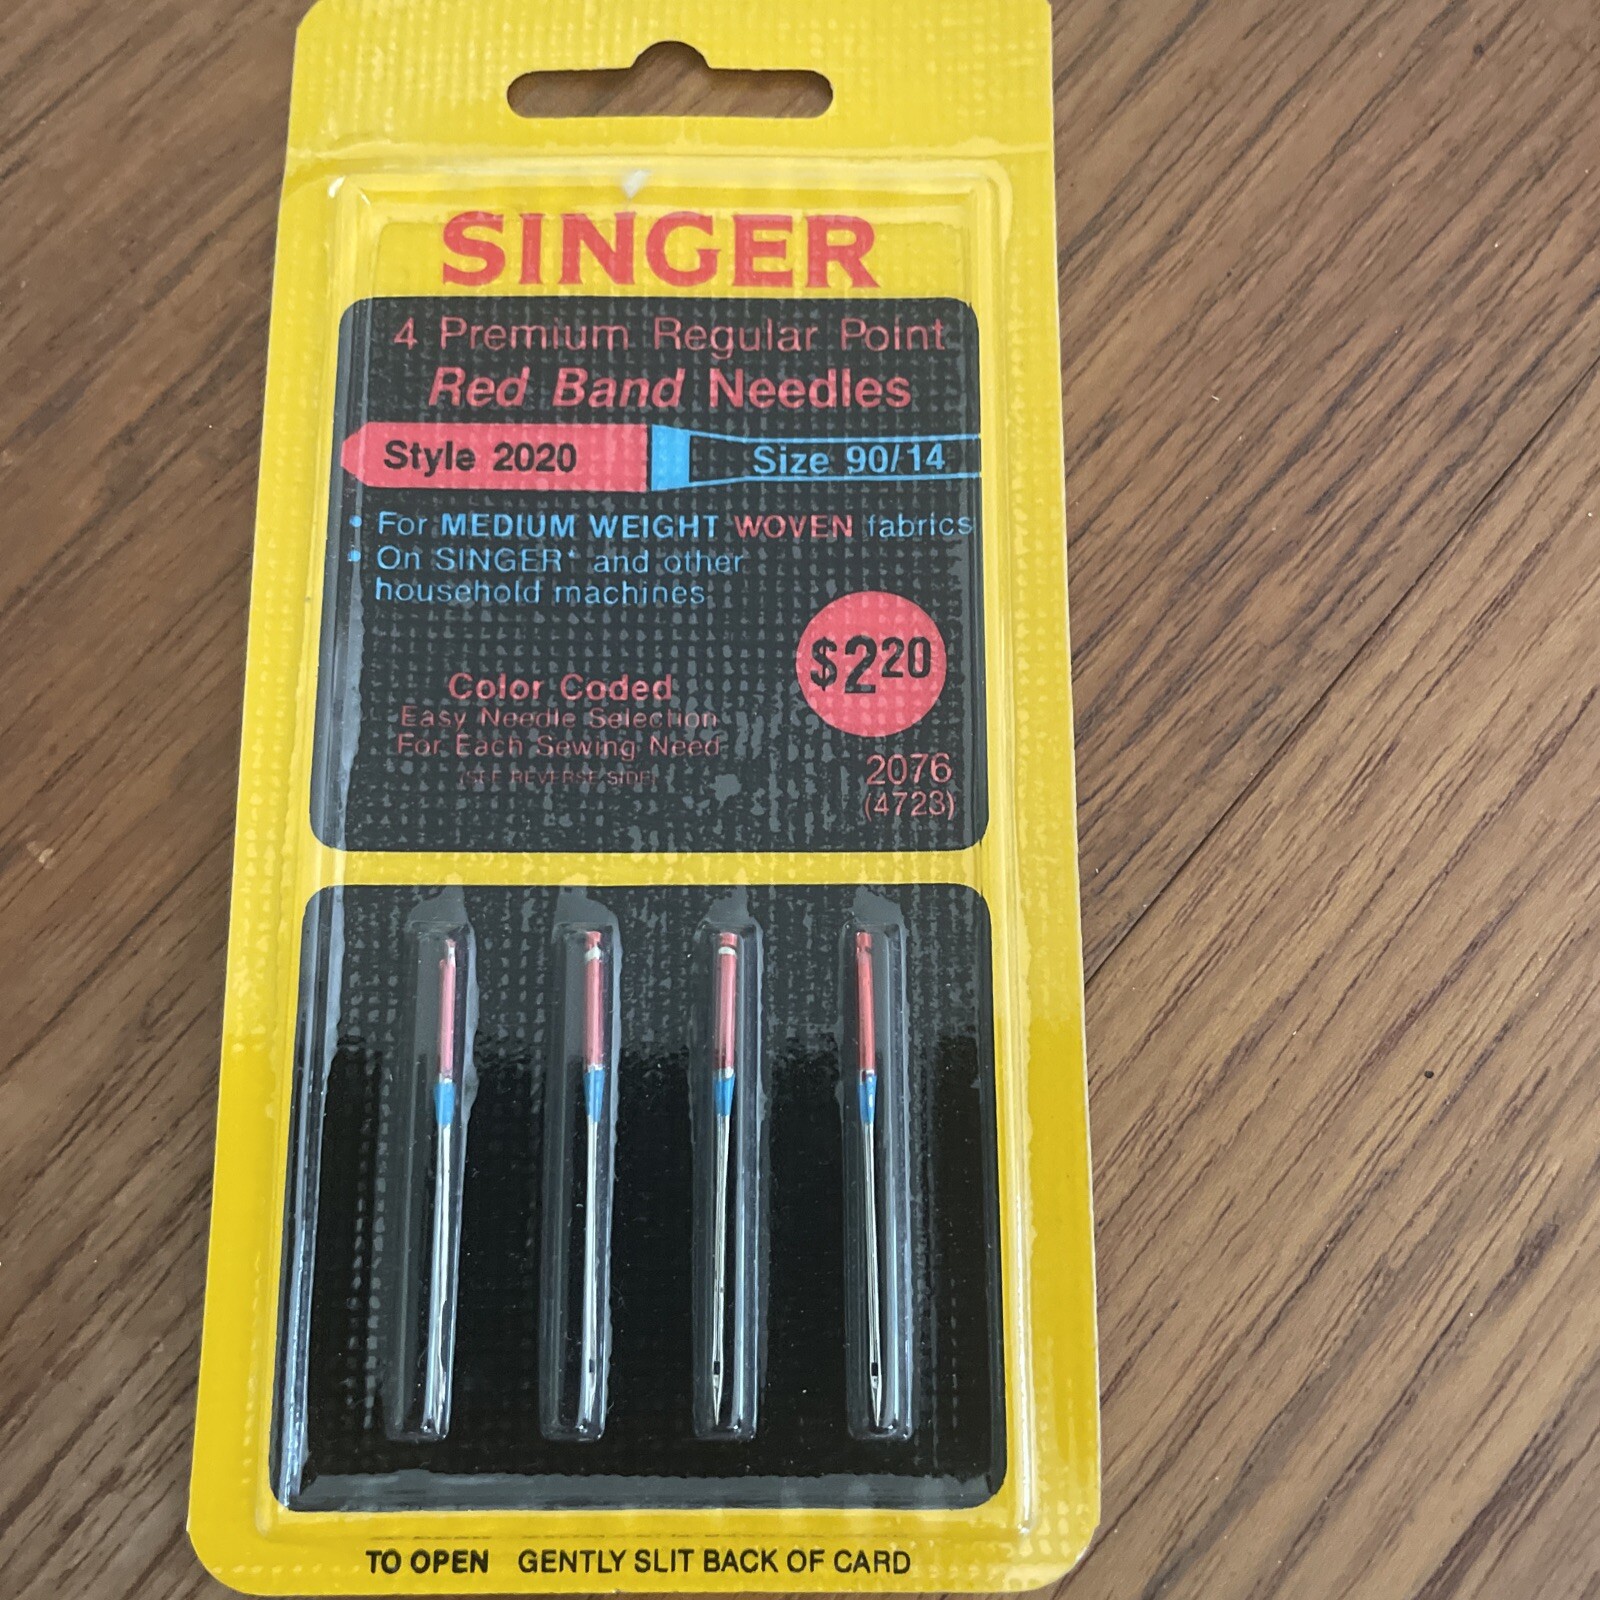 SINGER
4 Premium Regular Point
Red Band Needles
Style 2020 Size 90/14
• For MEDIUM WEIGHT WOVEN fabrics
• On SINGER* and other
household machines
$2.20
Color Coded
Easy Needle Selection
For Each Sewing Need
(SEE REVERSE SIDE)
2076
(4723)
TO OPEN GENTLY SLIT BACK OF CARD